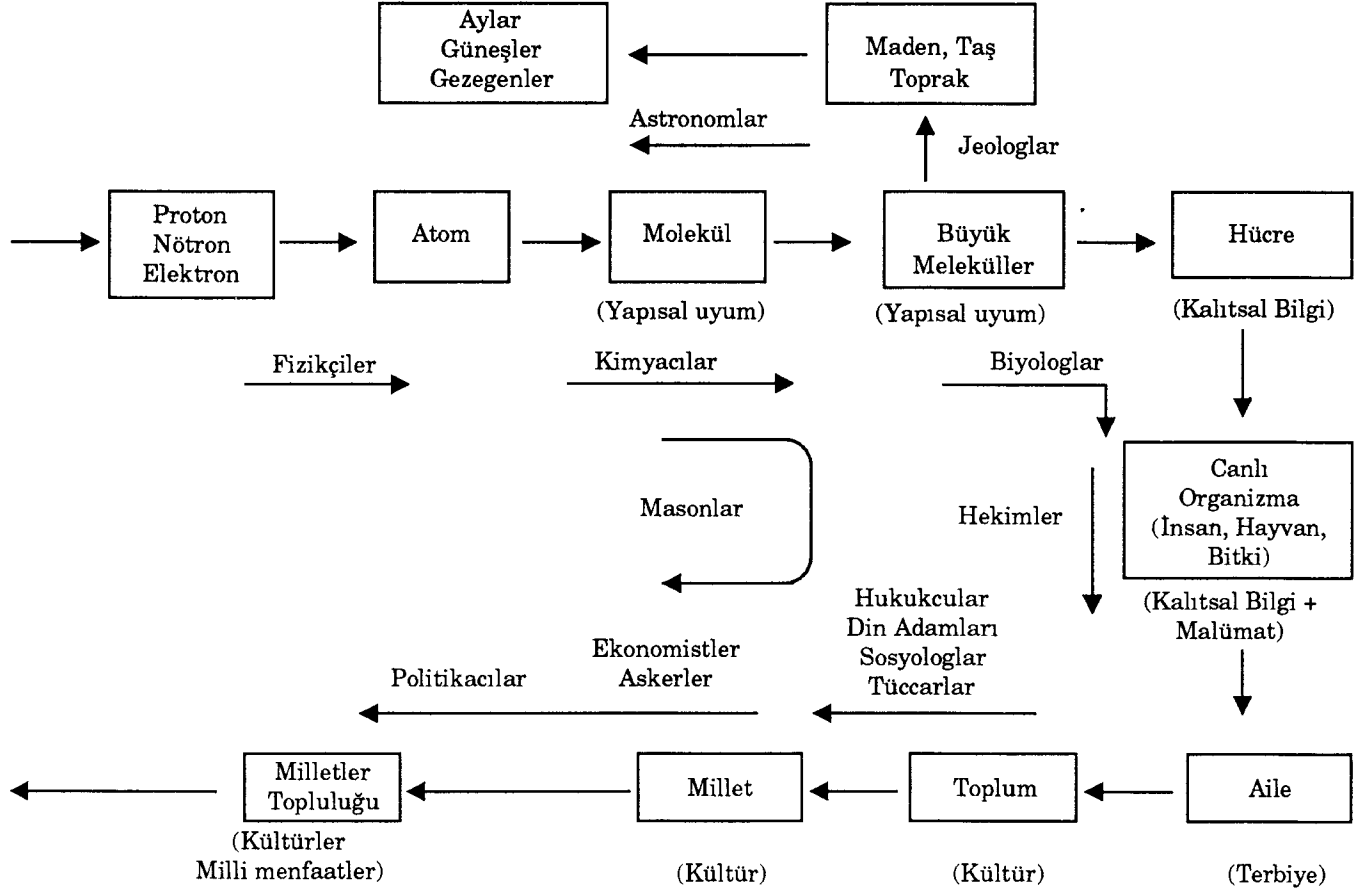 Aylar
Güneşler
Gezegenler
Maden, Taş
Toprak
Astronomlar
Jeologlar
Proton
Nötron
Elektron
Atom
Molekül
Büyük
Meleküller
Hücre
(Yapısal uyum)
(Yapısal uyum)
(Kalıtsal Bilgi)
Fizikçiler
Kimyacılar
Biyologlar
Masonlar
Hekimler
Canlı
Organizma
(İnsan, Hayvan,
Bitki)
(Kalıtsal Bilgi +
Malümat)
Hukukcular
Din Adamları
Sosyologlar
Tüccarlar
Ekonomistler
Askerler
Politikacılar
Milletler
Topluluğu
Millet
Toplum
Aile
(Kültürler
Milli menfaatler)
(Kültür)
(Kültür)
(Terbiye)